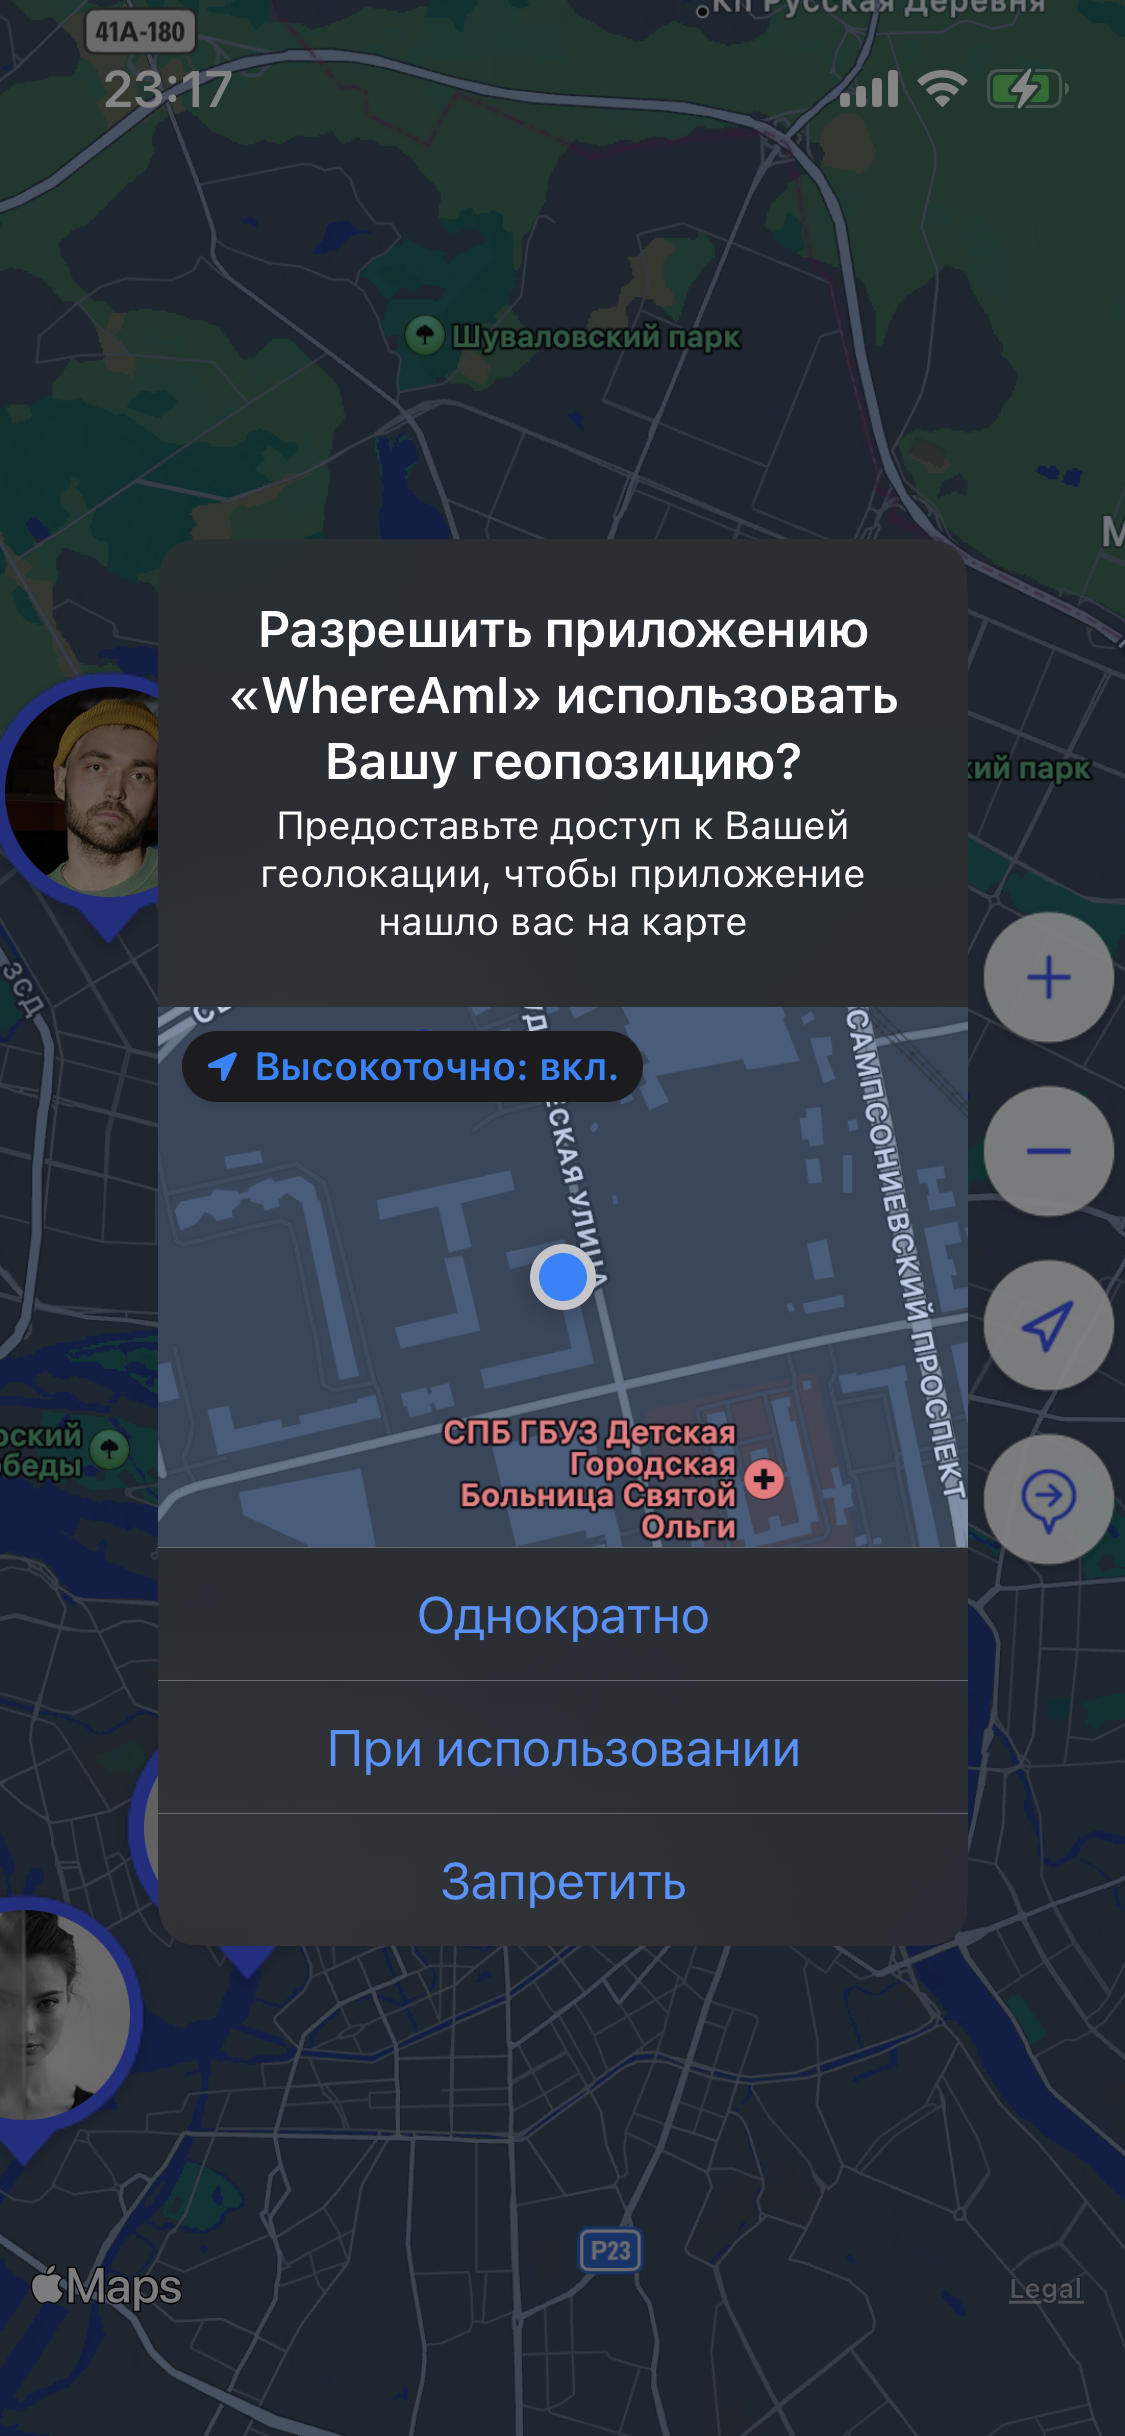 41A-180
КП Русская Деревня
23:17
Шуваловский парк
Разрешить приложению
«WhereAmI» использовать
Вашу геопозицию?
кий парк
Предоставьте доступ к Вашей
геолокации, чтобы приложение
нашло вас на карте
ЗСД
Высокоточно: вкл.
ЕСКАЯ УЛИЦА
САМПСОНИЕВСКИЙ ПРОСПЕКТ
СПБ ГБУЗ Детская
Городская
Больница Святой
Ольги
рский
обеды
Однократно
При использовании
Запретить
P23
Maps
Legal